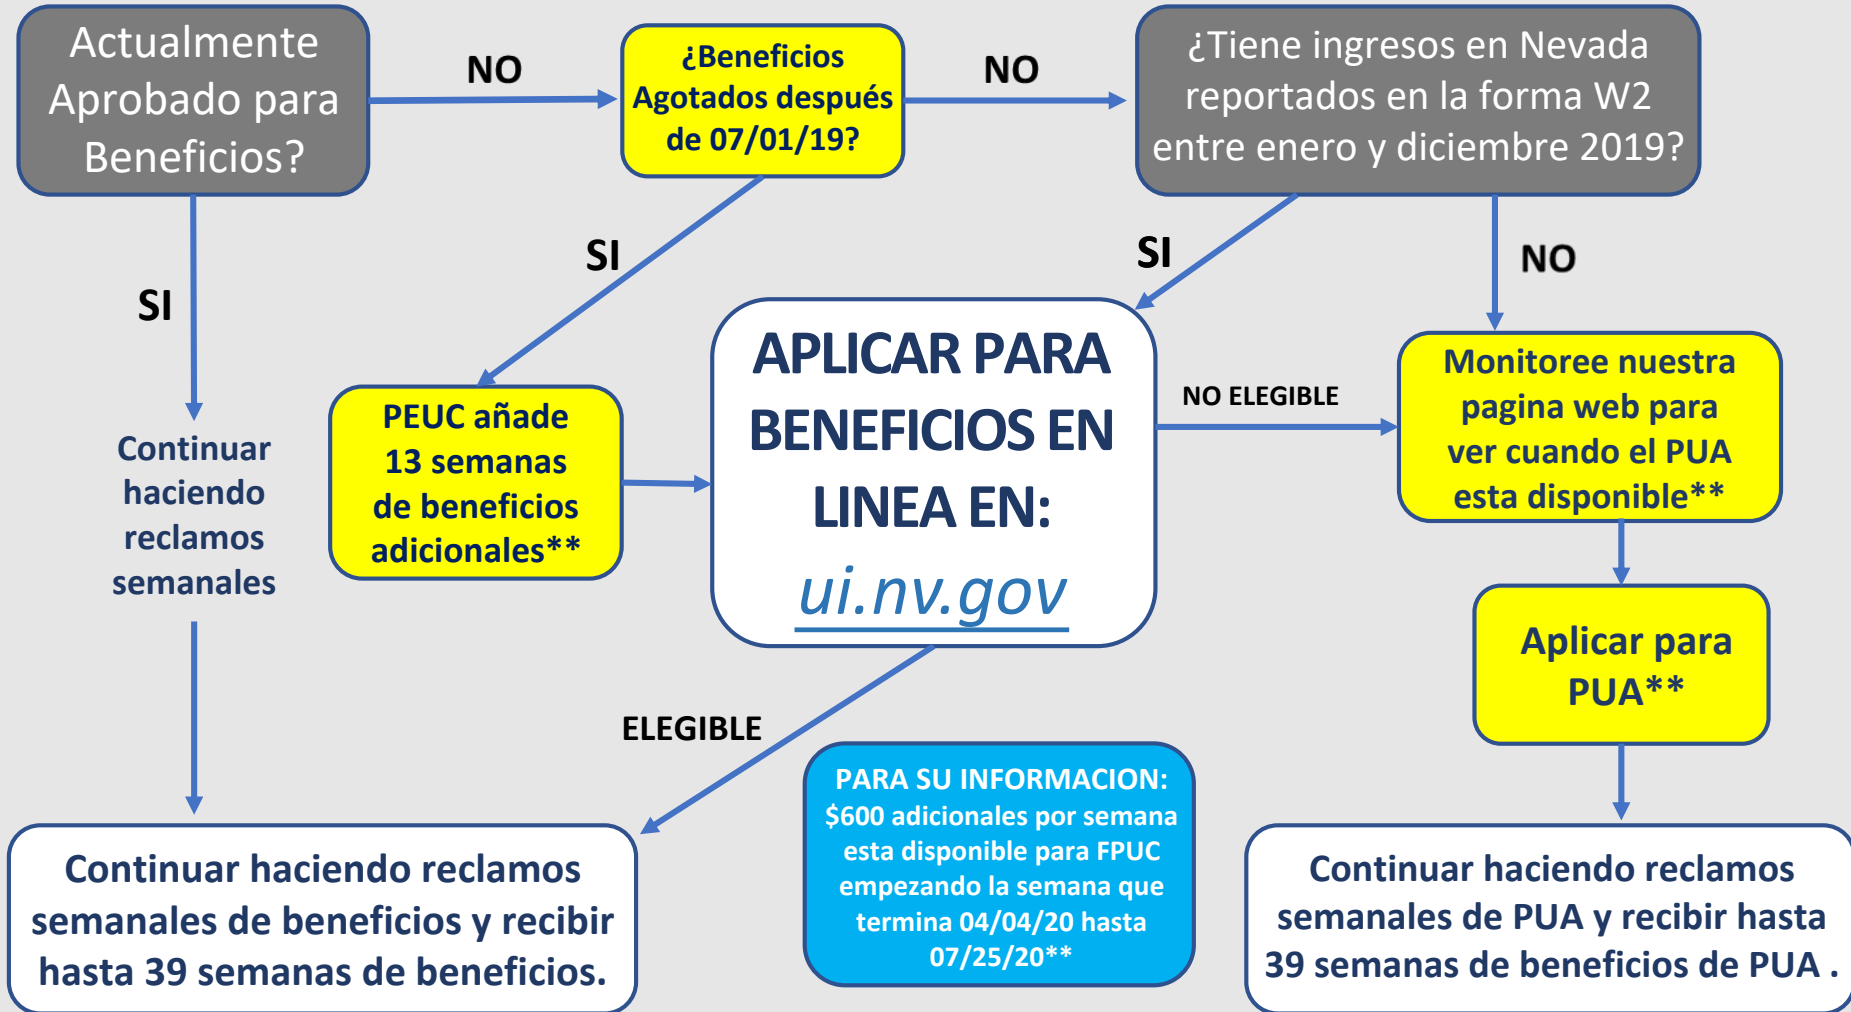 Actualmente
Aprobado para
Beneficios?
NO
¿Beneficios
Agotados después
de 07/01/19?
NO
¿Tiene ingresos en Nevada
reportados en la forma W2
entre enero y diciembre 2019?
SI
SI
SI
NO
Continuar
haciendo
reclamos
semanales
PEUC añade
13 semanas
de beneficios
adicionales**
APLICAR PARA
BENEFICIOS EN
LINEA EN:
ui.nv.gov
NO ELEGIBLE
Monitoree nuestra
pagina web para
ver cuando el PUA
esta disponible**
Aplicar para
PUA**
ELEGIBLE
PARA SU INFORMACION:
$600 adicionales por semana
esta disponible para FPUC
empezando la semana que
termina 04/04/20 hasta
07/25/20**
Continuar haciendo reclamos
semanales de beneficios y recibir
hasta 39 semanas de beneficios.
Continuar haciendo reclamos
semanales de PUA y recibir hasta
39 semanas de beneficios de PUA .